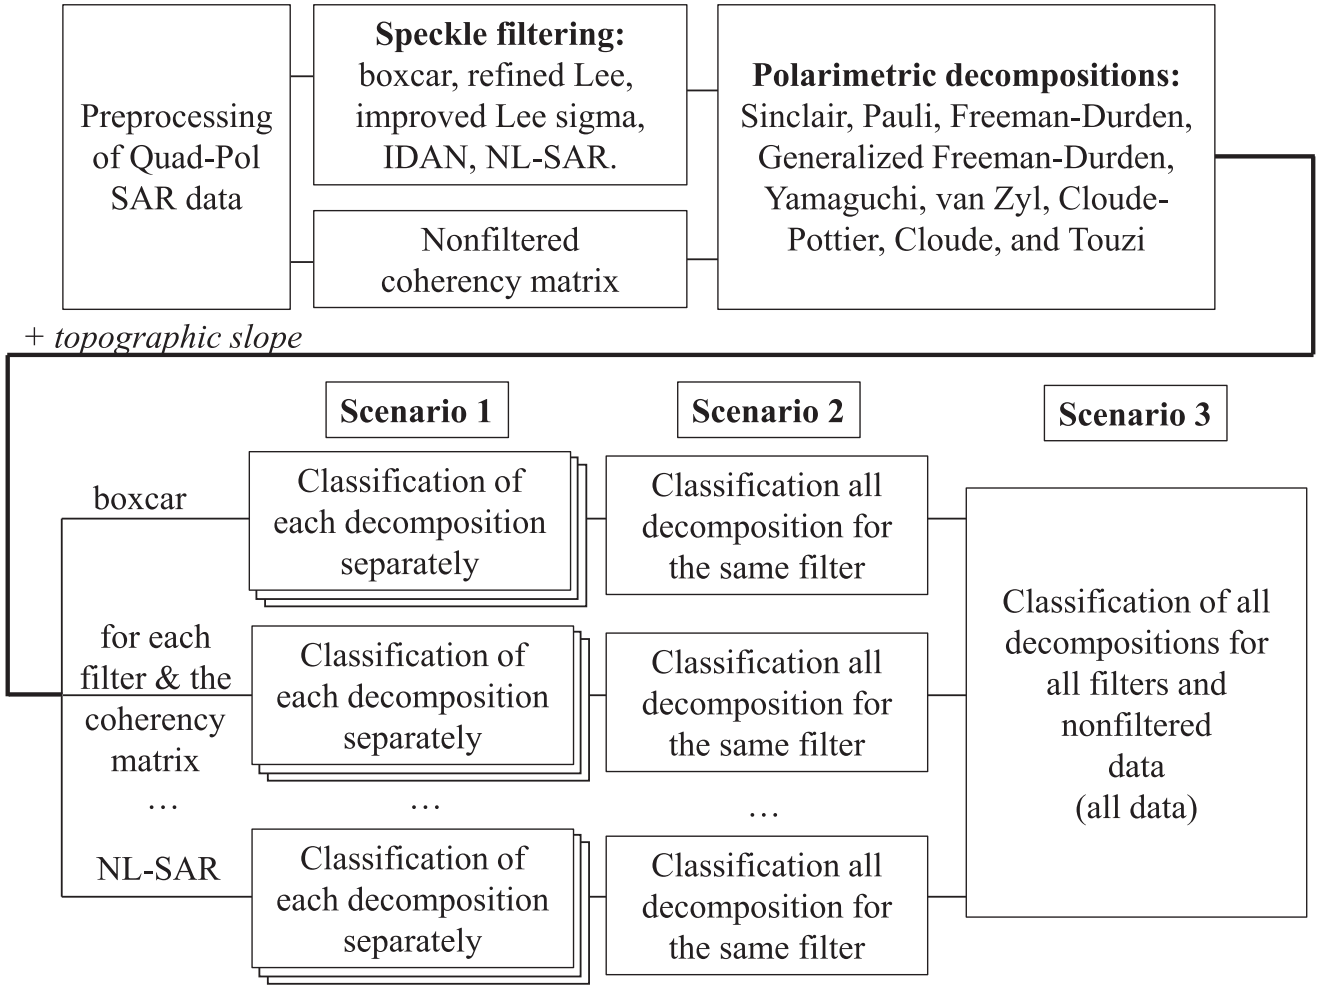 Preprocessing
of Quad-Pol
SAR data
Speckle filtering:
boxcar, refined Lee,
improved Lee sigma,
IDAN, NL-SAR.
Nonfiltered
coherency matrix
Polarimetric decompositions:
Sinclair, Pauli, Freeman-Durden,
Generalized Freeman-Durden,
Yamaguchi, van Zyl, Cloude-
Pottier, Cloude, and Touzi
+ topographic slope
Scenario 1
Scenario 2
Scenario 3
boxcar
Classification of
each decomposition
separately
Classification all
decomposition for
the same filter
for each
filter & the
coherency
matrix
…
Classification of
each decomposition
separately
…
Classification all
decomposition for
the same filter
…
NL-SAR
Classification of
each decomposition
separately
Classification all
decomposition for
the same filter
Classification of all
decompositions for
all filters and
nonfiltered
data
(all data)